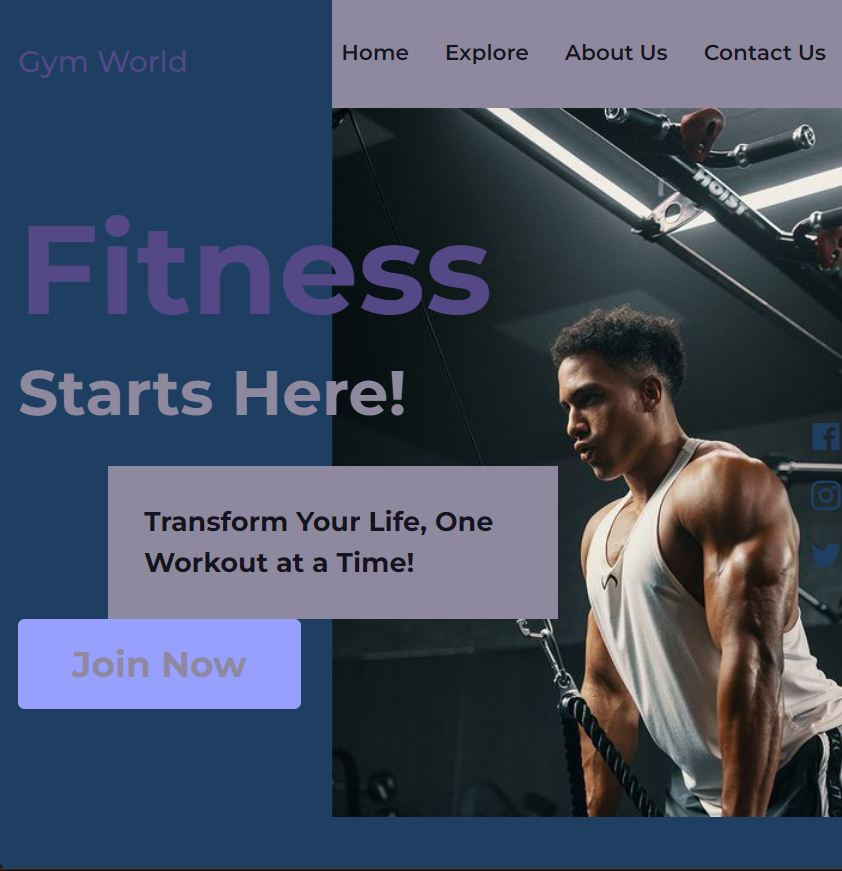 Gym World
Home Explore About Us Contact Us
HOIST
Fitness
Starts Here!
Transform Your Life, One
Workout at a Time!
Join Now